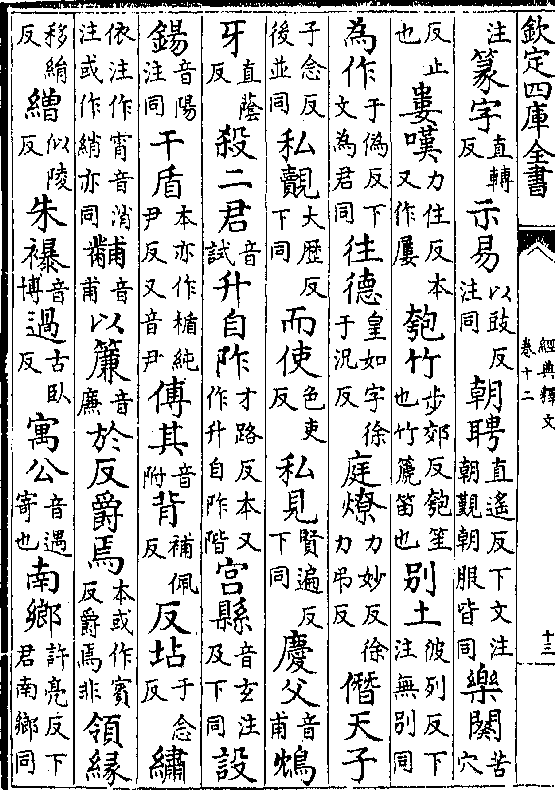 欽定四庫全書
經典釋文
卷十二
十三
注篆字直轉反示易以豉反注同朝聘直遙反下文注朝覲朝服皆同樂闋苦穴
反止也婁嘆力住反本又作屢匏竹步郊反匏笙也竹篪笛也别土彼列反下注無别同
為作于偽反下文為君同往德皇如字徐于況反庭燎力妙反徐力弔反僭天子
子念反後並同私覿大歷反下同而使色吏反私見賢遍反下同慶父音甫鴆
牙直蔭反殺二君音試升自阼才路反本又作升自阼階宫縣音玄注及下同設
鍚音陽注同干盾本亦作楯純尹反又音尹傅其音附背補佩反反坫于念反繡
依注作宵音消注或作綃亦同黼音甫以簾音廉於反爵焉本或作賓反爵焉非領緣
移絹反繒似陵反朱襮音博過古卧反寓公音遇寄也南鄉許亮反下君南鄉同